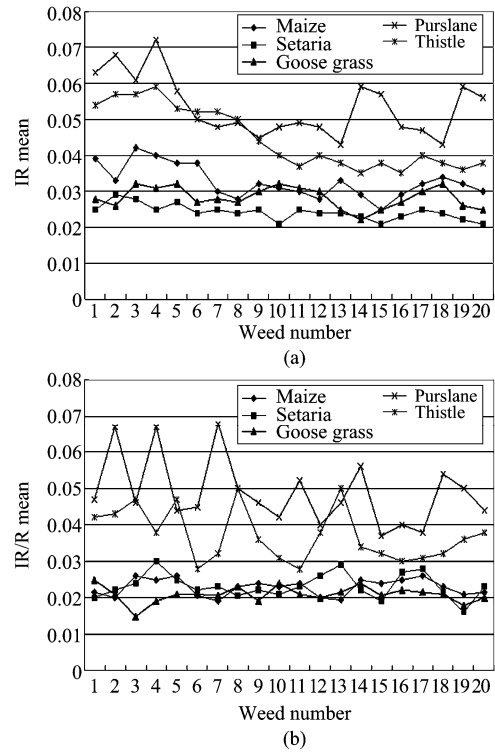 0.08
0.07
0.06
0.05
0.04
0.03
0.02
0.01
0
IR mean
Maize
Setaria
Goose grass
Purslane
Thistle
1 2 3 4 5 6 7 8 9 10 11 12 13 14 15 16 17 18 19 20
Weed number
(a)
0.08
0.07
0.06
0.05
0.04
0.03
0.02
0.01
0
IR/R mean
Maize
Setaria
Goose grass
Purslane
Thistle
1 2 3 4 5 6 7 8 9 10 11 12 13 14 15 16 17 18 19 20
Weed number
(b)